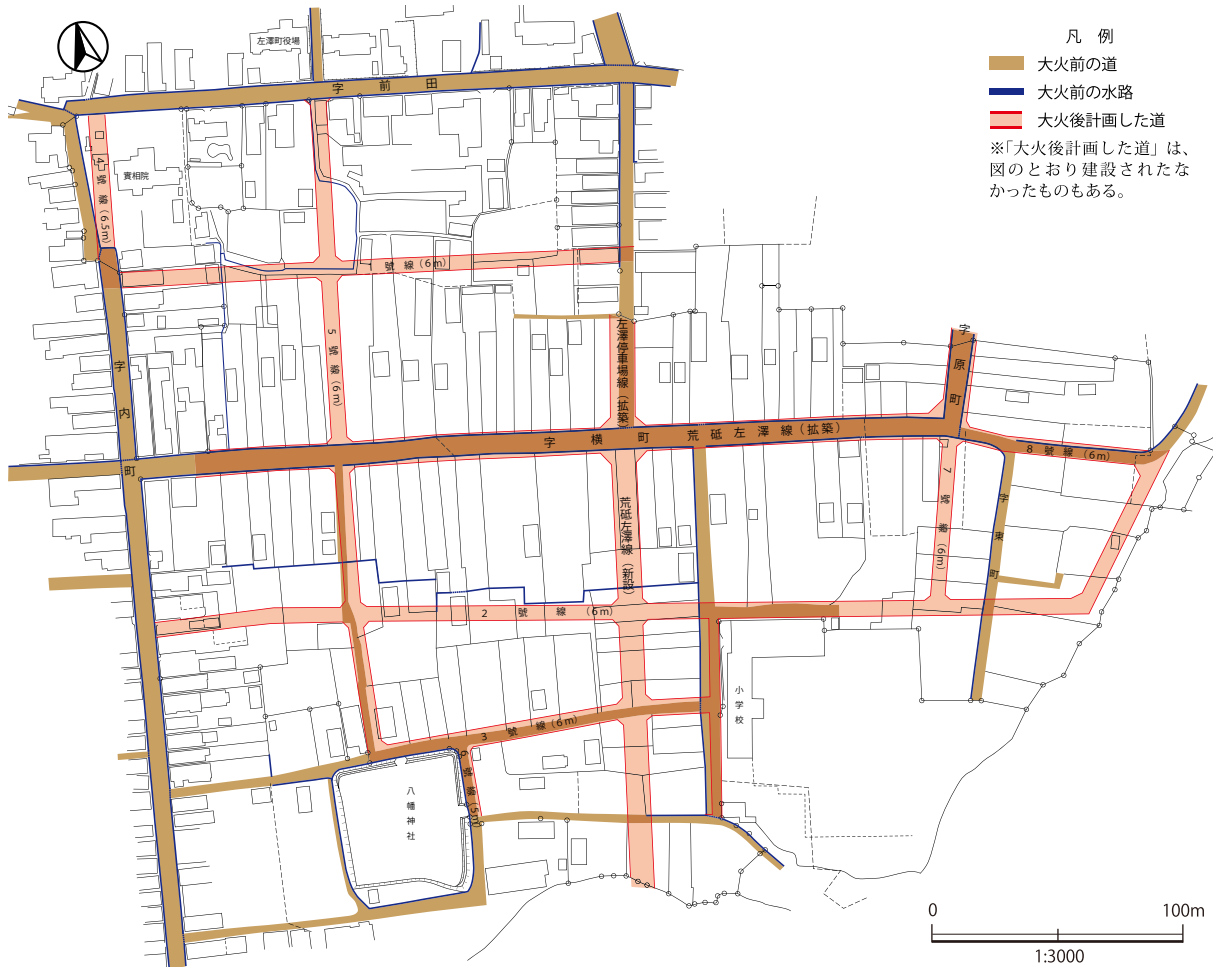 凡 例
大火前の道
大火前の水路
大火後計画した道
※「大火後計画した道」は、
図のとおり建設されたな
かったものもある。
左澤町役場
字前田
4號線(6.5m)
實相院
1號線(6m)
5號線(6m)
左澤停車場線(拡築)
字原町
字内町
字横町
荒砥左澤線(拡築)
8號線(6m)
7號線(6m)
字東町
荒砥左澤線(新設)
2號線(6m)
小学校
3號線(6m)
6號線(5m)
八幡神社
0
100m
1:3000